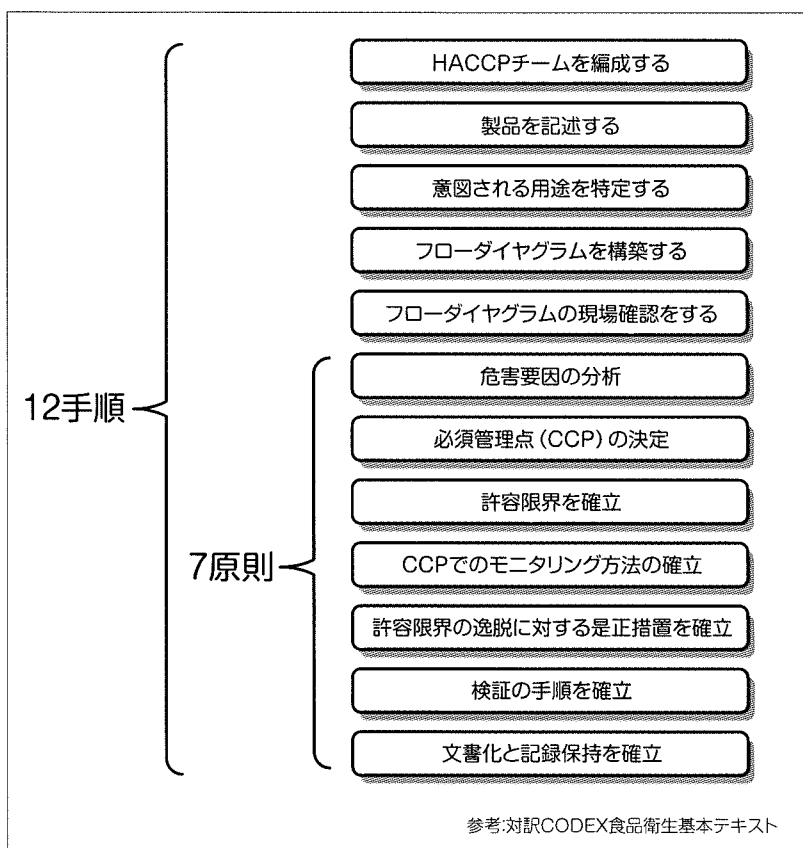 HACCPチームを編成する
製品を記述する
意図される用途を特定する
フローダイヤグラムを構築する
フローダイヤグラムの現場確認をする
12手順
7原則
危害要因の分析
必須管理点(CCP)の決定
許容限界を確立
CCPでのモニタリング方法の確立
許容限界の逸脱に対する是正措置を確立
検証の手順を確立
文書化と記録保持を確立
参考:対訳CODEX食品衛生基本テキスト